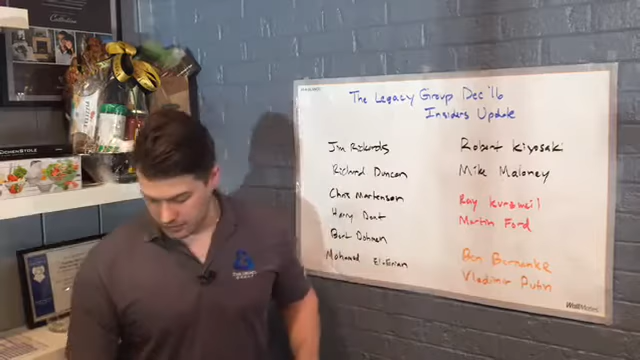 The Legacy Group Dec '16
Insiders Update
Jim Rickards
Richard Duncan
Chris Martenson
Harry Dent
Bert Dohmen
Mohamed El-Erian
Robert Kiyosaki
Mike Maloney
Ray Kurzweil
Martin Ford
Ben Bernanke
Vladimir Putin
COLLECTION